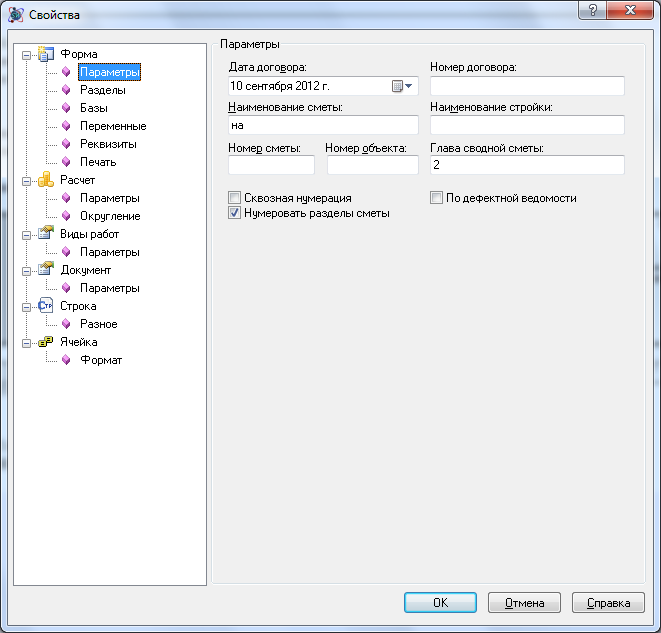 Свойства
Форма
Параметры
Разделы
Базы
Переменные
Реквизиты
Печать
Расчет
Параметры
Округление
Виды работ
Параметры
Документ
Параметры
Стр
Строка
Разное
Ячейка
Формат
Параметры
Дата договора: Номер договора:
10 сентября 2012 г.
Наименование сметы: Наименование стройки:
на
Номер сметы: Номер объекта: Глава сводной сметы:
2
Сквозная нумерация По дефектной ведомости
Нумеровать разделы сметы
OK Отмена Справка